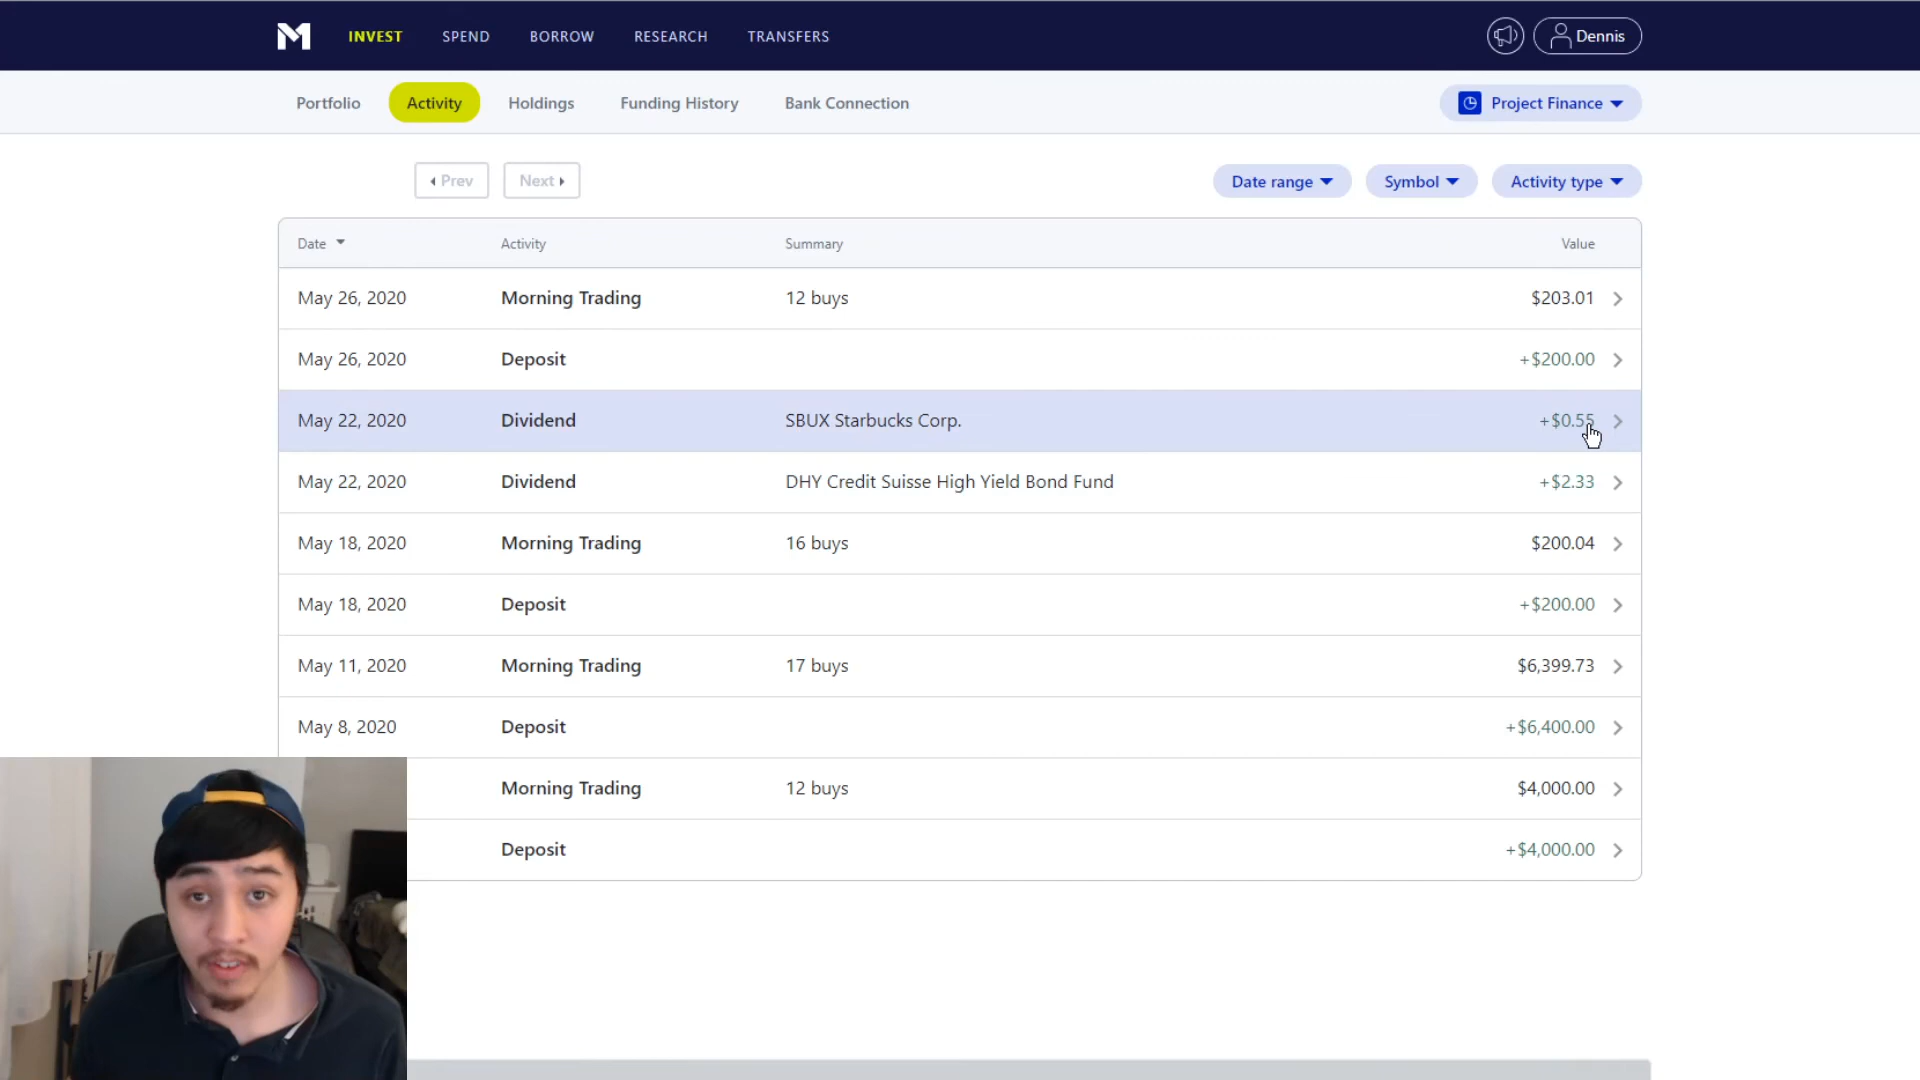 INVEST SPEND BORROW RESEARCH TRANSFERS Dennis
Portfolio Activity Holdings Funding History Bank Connection Project Finance
Prev Next Date range Symbol Activity type
Date Activity Summary Value
May 26, 2020 Morning Trading 12 buys $203.01
May 26, 2020 Deposit +$200.00
May 22, 2020 Dividend SBUX Starbucks Corp. +$0.55
May 22, 2020 Dividend DHY Credit Suisse High Yield Bond Fund +$2.33
May 18, 2020 Morning Trading 16 buys $200.04
May 18, 2020 Deposit +$200.00
May 11, 2020 Morning Trading 17 buys $6,399.73
May 8, 2020 Deposit +$6,400.00
Morning Trading 12 buys $4,000.00
Deposit +$4,000.00